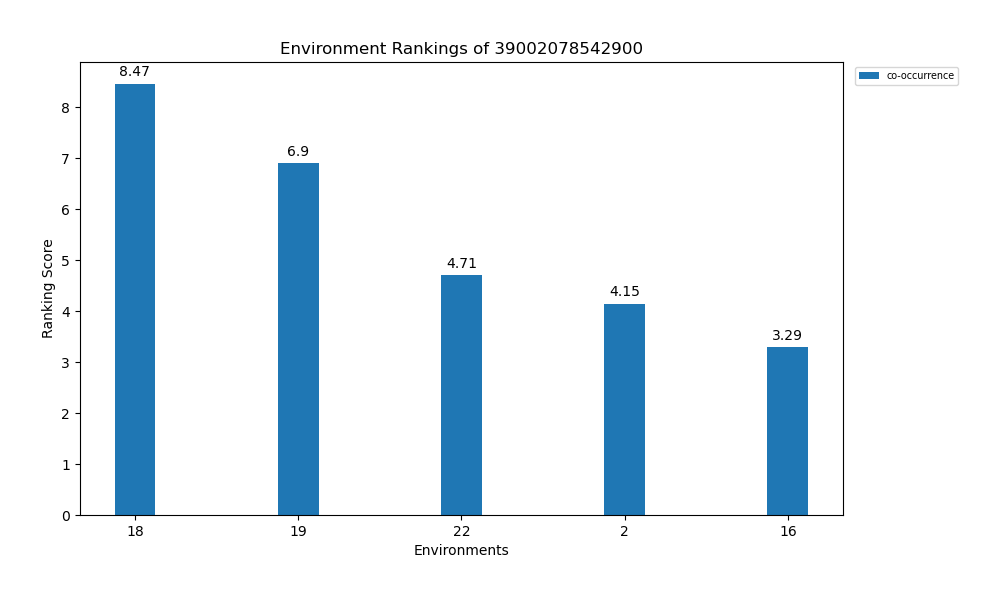 Environment Rankings of 39002078542900
8.47
6.9
4.71
4.15
3.29
co-occurrence
Ranking Score
8
7
6
5
4
3
2
1
0
18 19 22 2 16
Environments